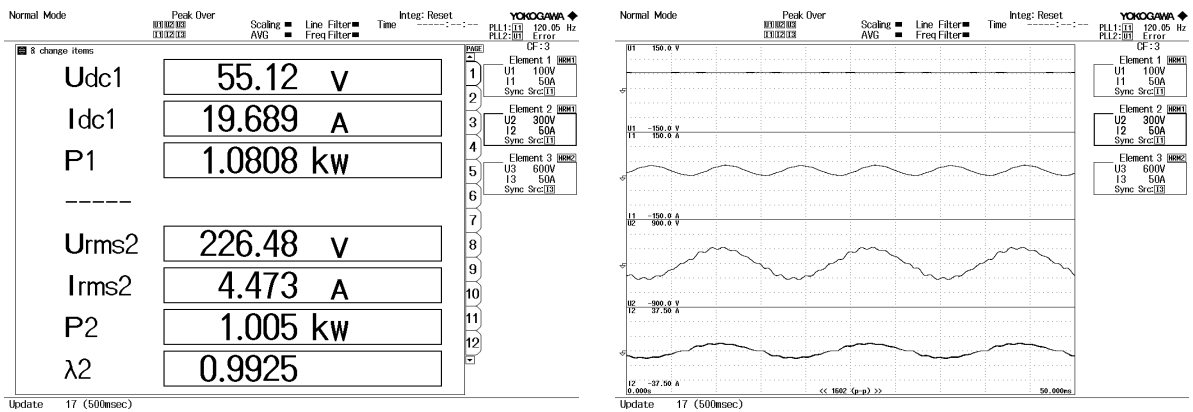 Normal Mode
Peak Over
U1 U2 U3
I1 I2 I3
Scaling
AVG
Line Filter
Freq Filter
Time -----:--:--
Integ: Reset
YOKOGAWA
PLL1: I1 120.05 Hz
PLL2: U1 Error
8 change items
PAGE
CF:3
Udc1 55.12 V
Idc1 19.689 A
P1 1.0808 kW
-----
Urms2 226.48 V
Irms2 4.473 A
P2 1.005 kW
λ2 0.9925
1
2
3
4
5
6
7
8
9
10
11
12
Element 1 HRM1
U1 100V
I1 50A
Sync Src: I1
Element 2 HRM1
U2 300V
I2 50A
Sync Src: I1
Element 3 HRM2
U3 600V
I3 50A
Sync Src: I3
Update 17 (500msec)
Normal Mode
Peak Over
U1 U2 U3
I1 I2 I3
Scaling
AVG
Line Filter
Freq Filter
Time -----:--:--
Integ: Reset
YOKOGAWA
PLL1: I1 120.05 Hz
PLL2: U1 Error
CF:3
U1 150.0 V
U1 -150.0 V
I1 150.0 A
I1 -150.0 A
U2 900.0 V
U2 -900.0 V
I2 37.50 A
I2 -37.50 A
0.000s
<< 1602 (p-p) >>
50.000ms
Element 1 HRM1
U1 100V
I1 50A
Sync Src: I1
Element 2 HRM1
U2 300V
I2 50A
Sync Src: I1
Element 3 HRM2
U3 600V
I3 50A
Sync Src: I3
Update 17 (500msec)